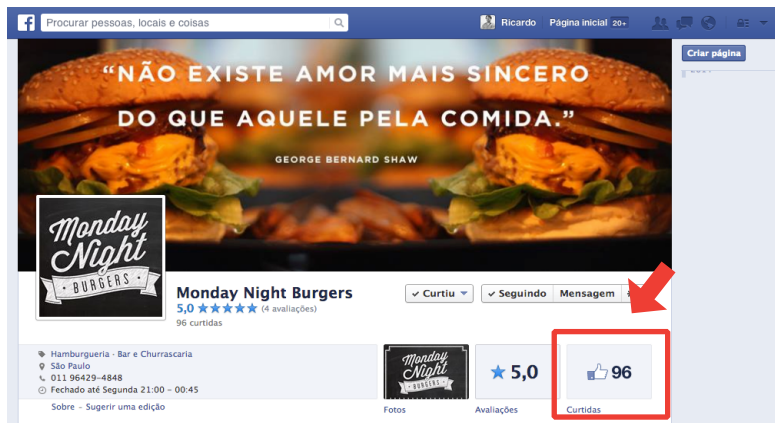 Procurar pessoas, locais e coisas
Ricardo Página inicial 20+
Criar página
“NÃO EXISTE AMOR MAIS SINCERO
DO QUE AQUELE PELA COMIDA.”
GEORGE BERNARD SHAW
Monday
Night
BURGERS
Monday Night Burgers
5,0 ★★★★★ (4 avaliações)
96 curtidas
✓ Curtiu
✓ Seguindo
Mensagem
Hamburgueria · Bar e Churrascaria
São Paulo
011 96429-4848
Fechado até Segunda 21:00 – 00:45
Sobre – Sugerir uma edição
Monday
Night
BURGERS
Fotos
★ 5,0
Avaliações
96
Curtidas